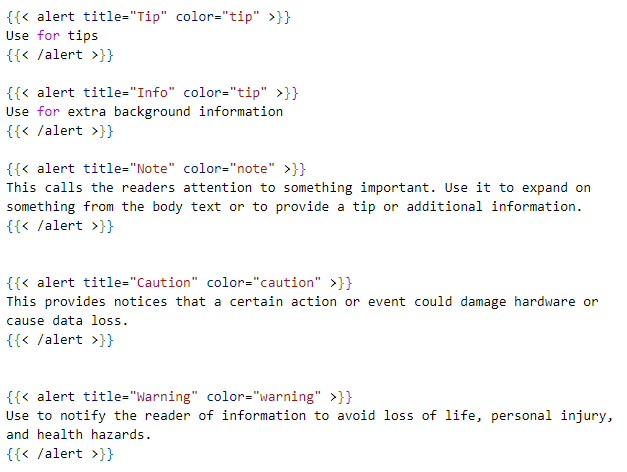 {{< alert title="Tip" color="tip" >}}
Use for tips
{{< /alert >}}
{{< alert title="Info" color="tip" >}}
Use for extra background information
{{< /alert >}}
{{< alert title="Note" color="note" >}}
This calls the readers attention to something important. Use it to expand on
something from the body text or to provide a tip or additional information.
{{< /alert >}}
{{< alert title="Caution" color="caution" >}}
This provides notices that a certain action or event could damage hardware or
cause data loss.
{{< /alert >}}
{{< alert title="Warning" color="warning" >}}
Use to notify the reader of information to avoid loss of life, personal injury,
and health hazards.
{{< /alert >}}